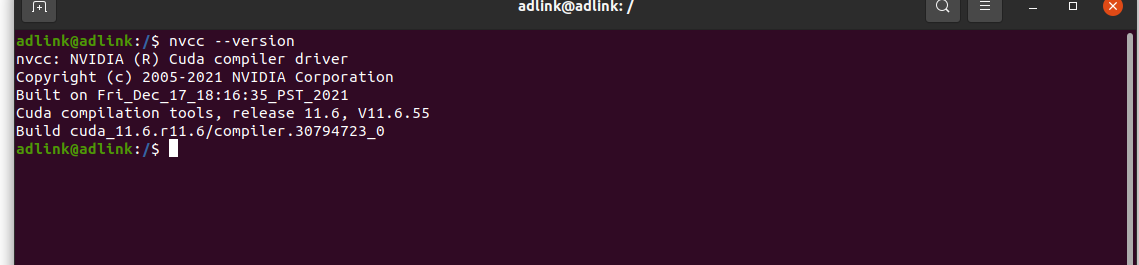 adlink@adlink: /
adlink@adlink:/$ nvcc --version
nvcc: NVIDIA (R) Cuda compiler driver
Copyright (c) 2005-2021 NVIDIA Corporation
Built on Fri_Dec_17_18:16:35_PST_2021
Cuda compilation tools, release 11.6, V11.6.55
Build cuda_11.6.r11.6/compiler.30794723_0
adlink@adlink:/$